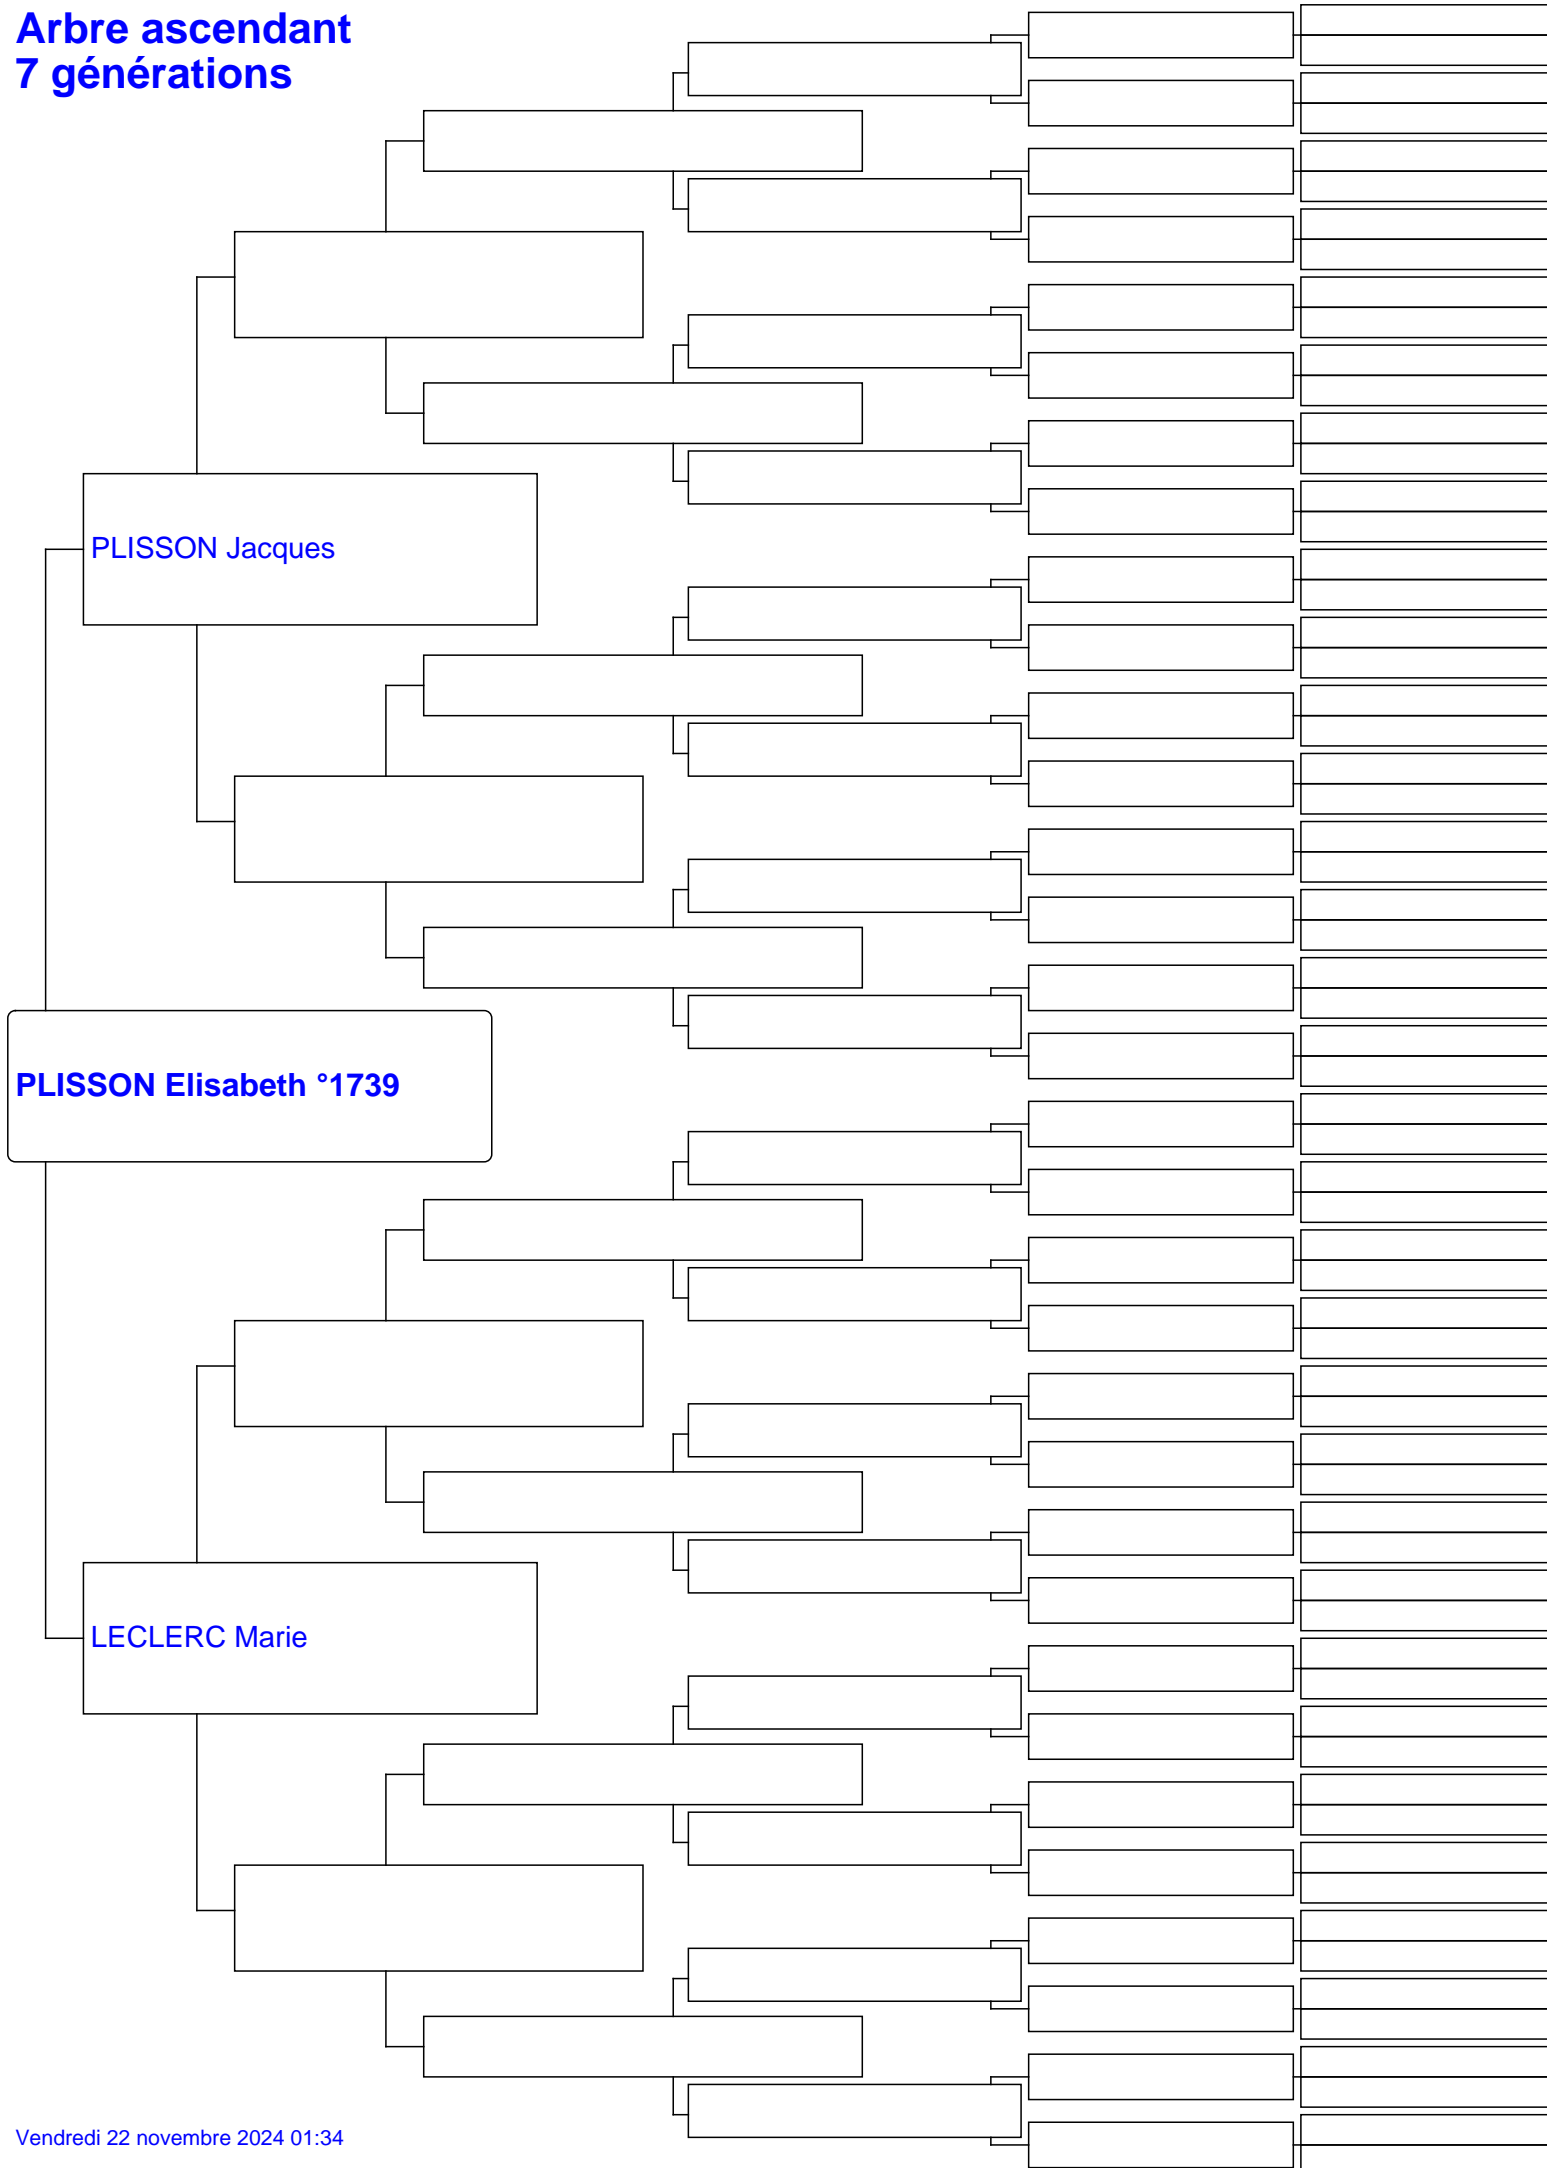 Arbre ascendant
7 générations
PLISSON Jacques
PLISSON Elisabeth °1739
LECLERC Marie
Vendredi 22 novembre 2024 01:34